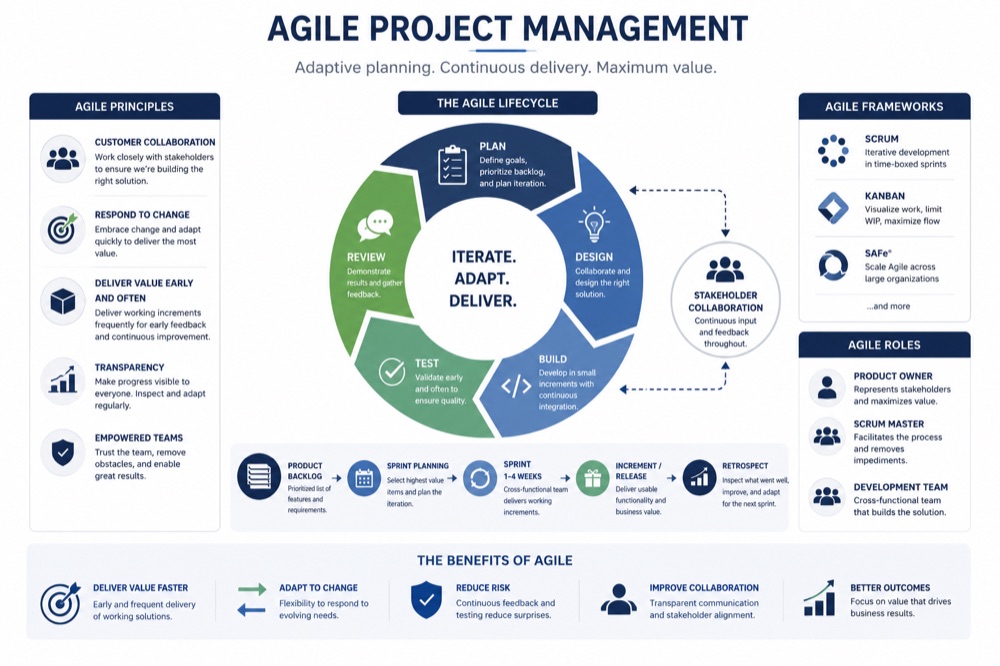 AGILE PROJECT MANAGEMENT
Adaptive planning. Continuous delivery. Maximum value.
AGILE PRINCIPLES
CUSTOMER COLLABORATION
Work closely with stakeholders
to ensure we're building the
right solution.
RESPOND TO CHANGE
Embrace change and adapt
quickly to deliver the most
value.
DELIVER VALUE EARLY
AND OFTEN
Deliver working increments
frequently for early feedback
and continuous improvement.
TRANSPARENCY
Make progress visible to
everyone. Inspect and adapt
regularly.
EMPOWERED TEAMS
Trust the team, remove
obstacles, and enable
great results.
THE AGILE LIFECYCLE
PLAN
Define goals,
prioritize backlog,
and plan iteration.
DESIGN
Collaborate and
design the right
solution.
BUILD
Develop in small
increments with
continuous
integration.
TEST
Validate early
and often to
ensure quality.
REVIEW
Demonstrate
results and gather
feedback.
ITERATE.
ADAPT.
DELIVER.
STAKEHOLDER
COLLABORATION
Continuous input
and feedback
throughout.
PRODUCT
BACKLOG
Prioritized list of
features and
requirements.
SPRINT PLANNING
Select highest value
items and plan the
iteration.
SPRINT
1–4 WEEKS
Cross-functional team
delivers working
increments.
INCREMENT /
RELEASE
Deliver usable
functionality and
business value.
RETROSPECT
Inspect what went well,
improve, and adapt
for the next sprint.
AGILE FRAMEWORKS
SCRUM
Iterative development
in time-boxed sprints
KANBAN
Visualize work, limit
WIP, maximize flow
SAFe®
Scale Agile across
large organizations
...and more
AGILE ROLES
PRODUCT OWNER
Represents stakeholders
and maximizes value.
SCRUM MASTER
Facilitates the process
and removes
impediments.
DEVELOPMENT TEAM
Cross-functional team
that builds the solution.
THE BENEFITS OF AGILE
DELIVER VALUE FASTER
Early and frequent delivery
of working solutions.
ADAPT TO CHANGE
Flexibility to respond to
evolving needs.
REDUCE RISK
Continuous feedback and
testing reduce surprises.
IMPROVE COLLABORATION
Transparent communication
and stakeholder alignment.
BETTER OUTCOMES
Focus on value that drives
business results.